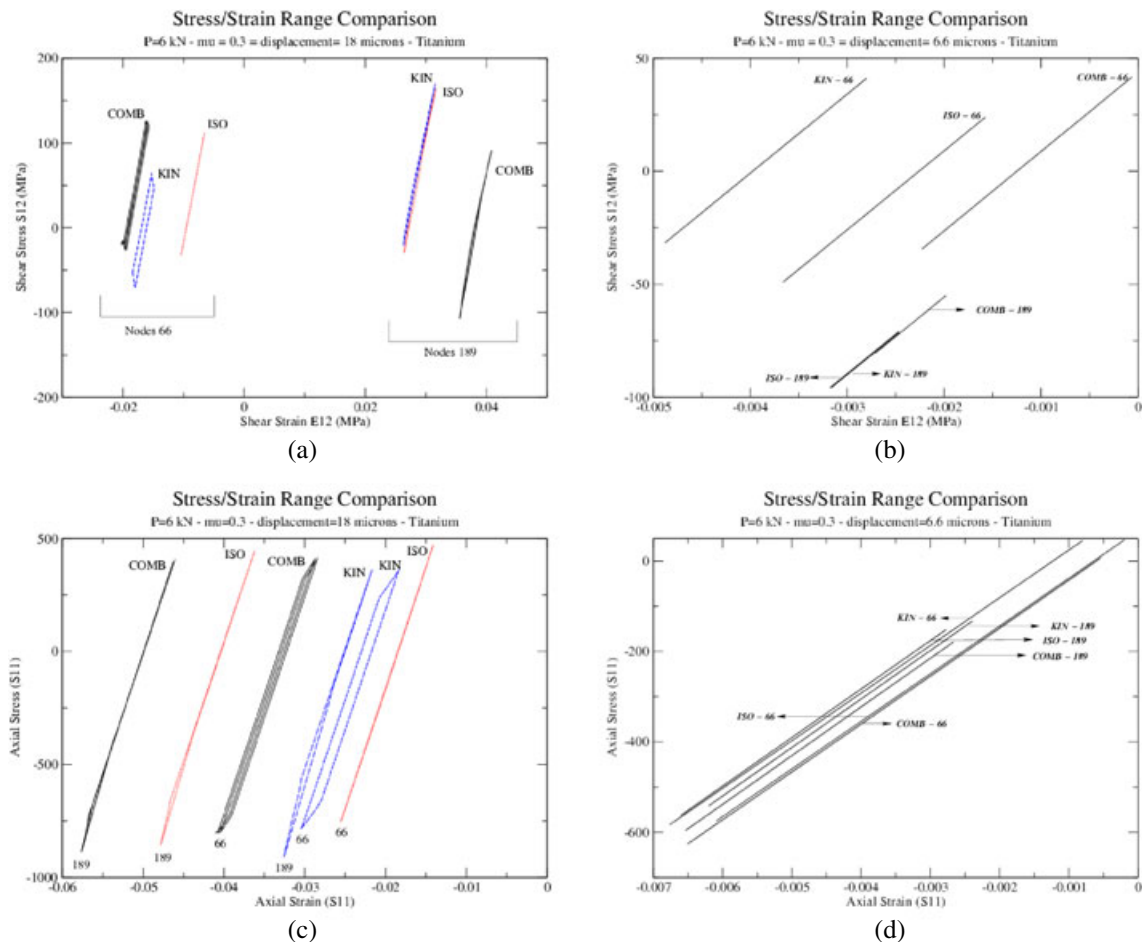 Stress/Strain Range Comparison
P=6 kN - mu = 0.3 = displacement= 18 microns - Titanium
200
100
0
-100
-200
Shear Stress S12 (MPa)
COMB
KIN
ISO
KIN
ISO
COMB
Nodes 66
Nodes 189
-0.02
0
0.02
0.04
Shear Strain E12 (MPa)
(a)
Stress/Strain Range Comparison
P=6 kN - mu = 0.3 = displacement= 6.6 microns - Titanium
50
0
-50
-100
Shear Stress S12 (MPa)
KIN - 66
ISO - 66
COMB - 66
COMB - 189
ISO - 189
KIN - 189
-0.005
-0.004
-0.003
-0.002
-0.001
0
Shear Strain E12 (MPa)
(b)
Stress/Strain Range Comparison
P=6 kN - mu=0.3 - displacement=18 microns - Titanium
500
0
-500
-1000
Axial Stress (S11)
COMB
ISO
COMB
KIN
KIN
ISO
189
189
66
189
66
66
-0.06
-0.05
-0.04
-0.03
-0.02
-0.01
0
Axial Strain (S11)
(c)
Stress/Strain Range Comparison
P=6 kN - mu=0.3 - displacement=6.6 microns - Titanium
0
-200
-400
-600
Axial Stress (S11)
KIN - 66
KIN - 189
ISO - 189
COMB - 189
ISO - 66
COMB - 66
-0.007
-0.006
-0.005
-0.004
-0.003
-0.002
-0.001
0
Axial Strain (S11)
(d)